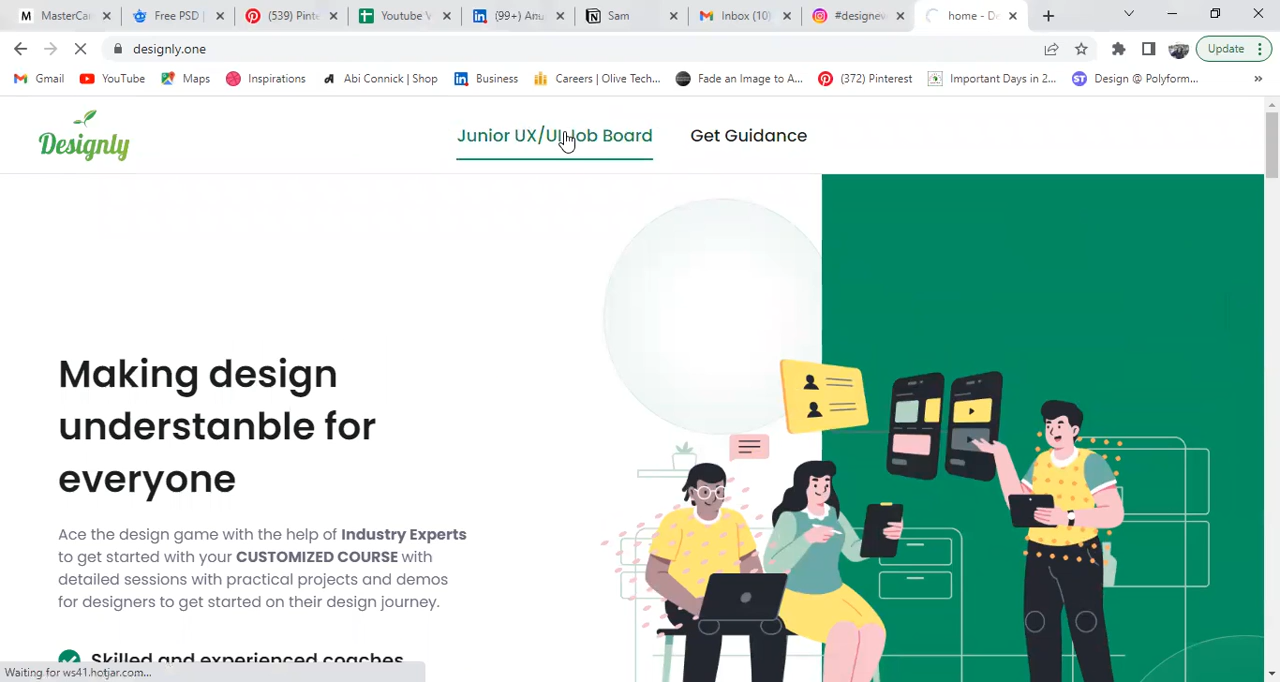 MasterCar
Free PSD
(539) Pinte
Youtube V
(99+) Anu
Sam
Inbox (10)
#designew
home - De
designly.one
Update
Gmail
YouTube
Maps
Inspirations
Abi Connick | Shop
Business
Careers | Olive Tech...
Fade an Image to A...
(372) Pinterest
Important Days in 2...
Design @ Polyform...
»
Designly
Junior UX/UI Job Board
Get Guidance
Making design
understanble for
everyone
Ace the design game with the help of Industry Experts
to get started with your CUSTOMIZED COURSE with
detailed sessions with practical projects and demos
for designers to get started on their design journey.
Skilled and experienced coaches
Waiting for ws41.hotjar.com...